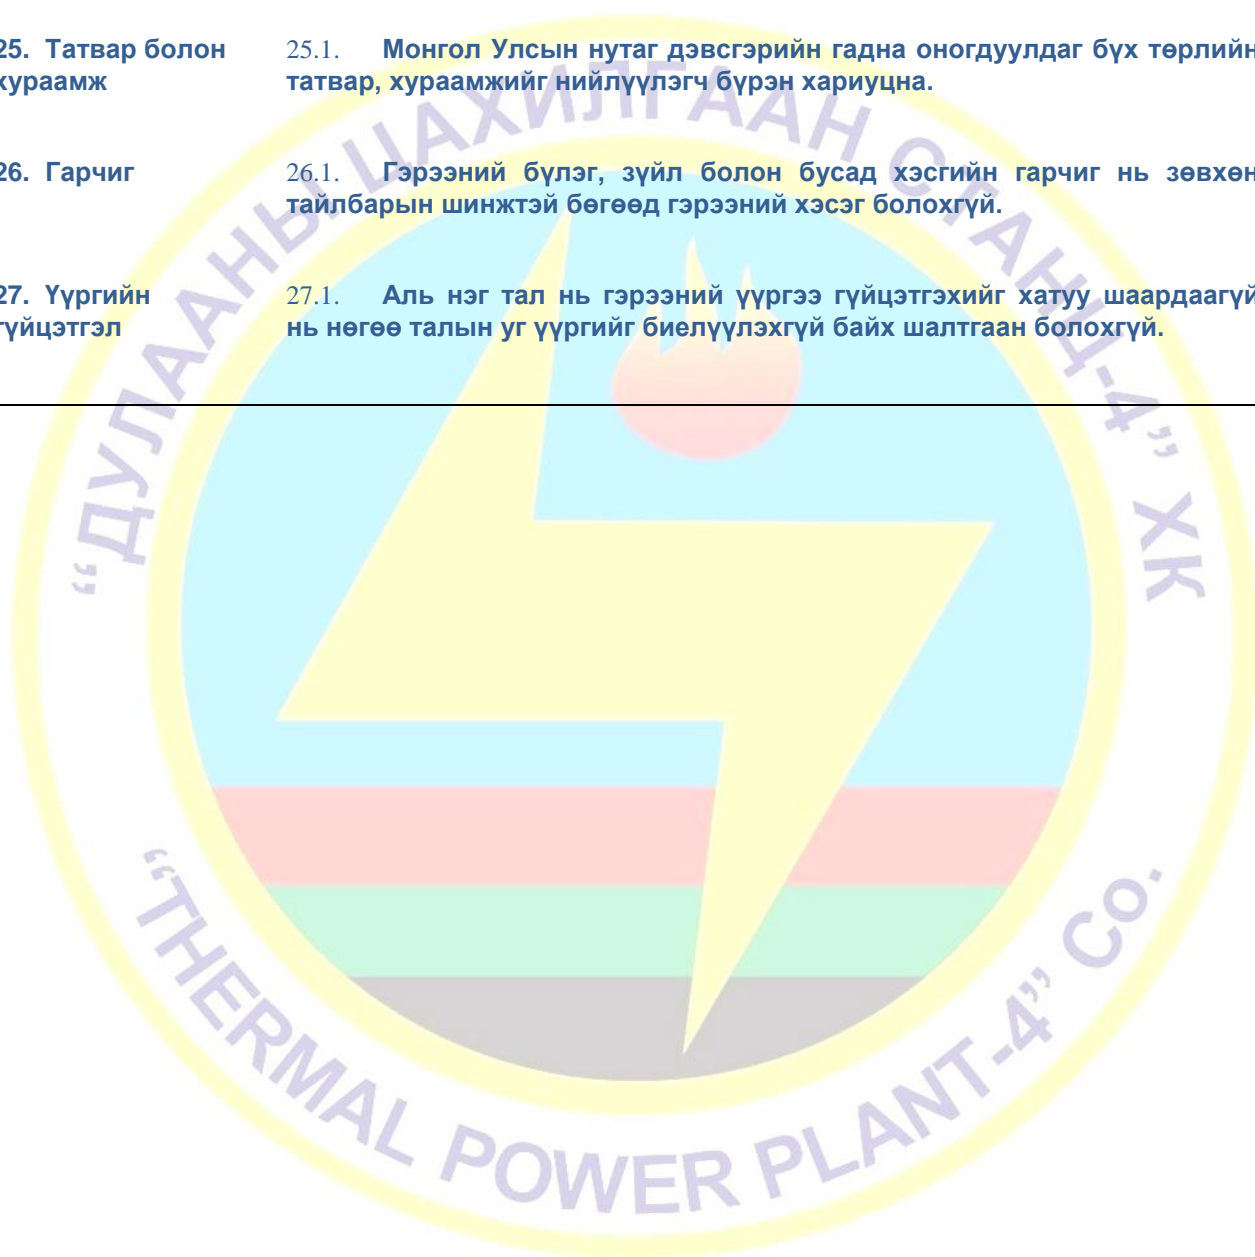 25. Татвар болон хураамж
25.1. Монгол Улсын нутаг дэвсгэрийн гадна оногдуулдаг бүх төрлийн
татвар, хураамжийг нийлүүлэгч бүрэн хариуцна.
26. Гарчиг
26.1. Гэрээний бүлэг, зүйл болон бусад хэсгийн гарчиг нь зөвхөн
тайлбарын шинжтэй бөгөөд гэрээний хэсэг болохгүй.
27. Үүргийн
гүйцэтгэл
27.1. Аль нэг тал нь гэрээний үүргээ гүйцэтгэхийг хатуу шаардаагүй
нь нөгөө талын уг үүргийг биелүүлэхгүй байх шалтгаан болохгүй.
“ДУЛААНЫ ЦАХИЛГААН СТАНЦ-4” ХК
“THERMAL POWER PLANT-4” Co.